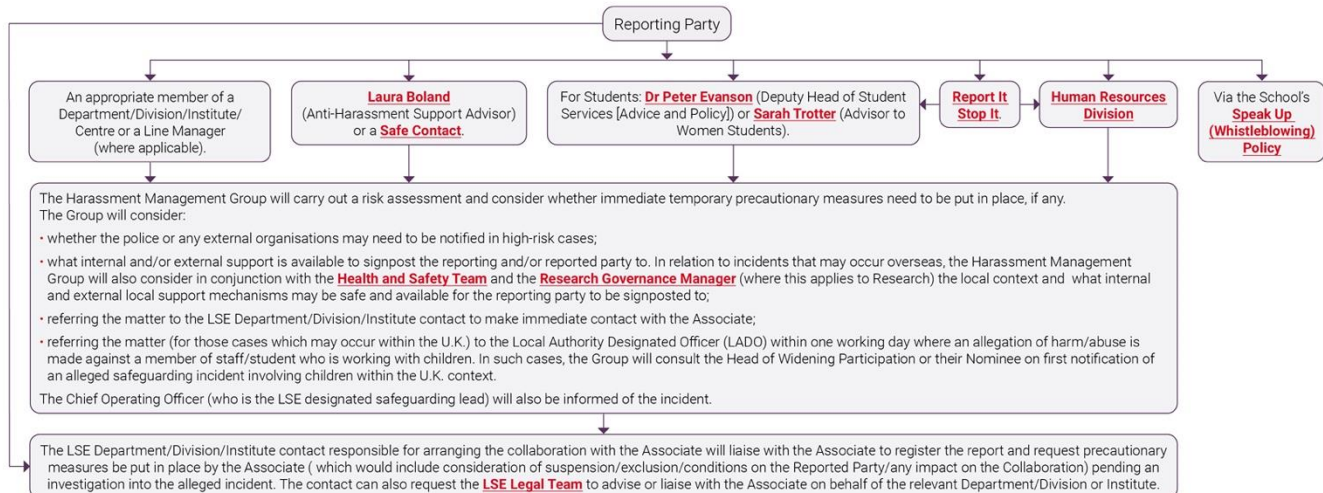 Reporting Party
An appropriate member of a
Department/Division/Institute/
Centre or a Line Manager
(where applicable).
Laura Boland
(Anti-Harassment Support Advisor)
or a Safe Contact.
For Students: Dr Peter Evanson (Deputy Head of Student
Services [Advice and Policy]) or Sarah Trotter (Advisor to
Women Students).
Report It
Stop It.
Human Resources
Division
Via the School's
Speak Up
(Whistleblowing)
Policy
The Harassment Management Group will carry out a risk assessment and consider whether immediate temporary precautionary measures need to be put in place, if any.
The Group will consider:
• whether the police or any external organisations may need to be notified in high-risk cases;
• what internal and/or external support is available to signpost the reporting and/or reported party to. In relation to incidents that may occur overseas, the Harassment Management
Group will also consider in conjunction with the Health and Safety Team and the Research Governance Manager (where this applies to Research) the local context and what internal
and external local support mechanisms may be safe and available for the reporting party to be signposted to;
• referring the matter to the LSE Department/Division/Institute contact to make immediate contact with the Associate;
• referring the matter (for those cases which may occur within the U.K.) to the Local Authority Designated Officer (LADO) within one working day where an allegation of harm/abuse is
made against a member of staff/student who is working with children. In such cases, the Group will consult the Head of Widening Participation or their Nominee on first notification of
an alleged safeguarding incident involving children within the U.K. context.
The Chief Operating Officer (who is the LSE designated safeguarding lead) will also be informed of the incident.
The LSE Department/Division/Institute contact responsible for arranging the collaboration with the Associate will liaise with the Associate to register the report and request precautionary
measures be put in place by the Associate ( which would include consideration of suspension/exclusion/conditions on the Reported Party/any impact on the Collaboration) pending an
investigation into the alleged incident. The contact can also request the LSE Legal Team to advise or liaise with the Associate on behalf of the relevant Department/Division or Institute.